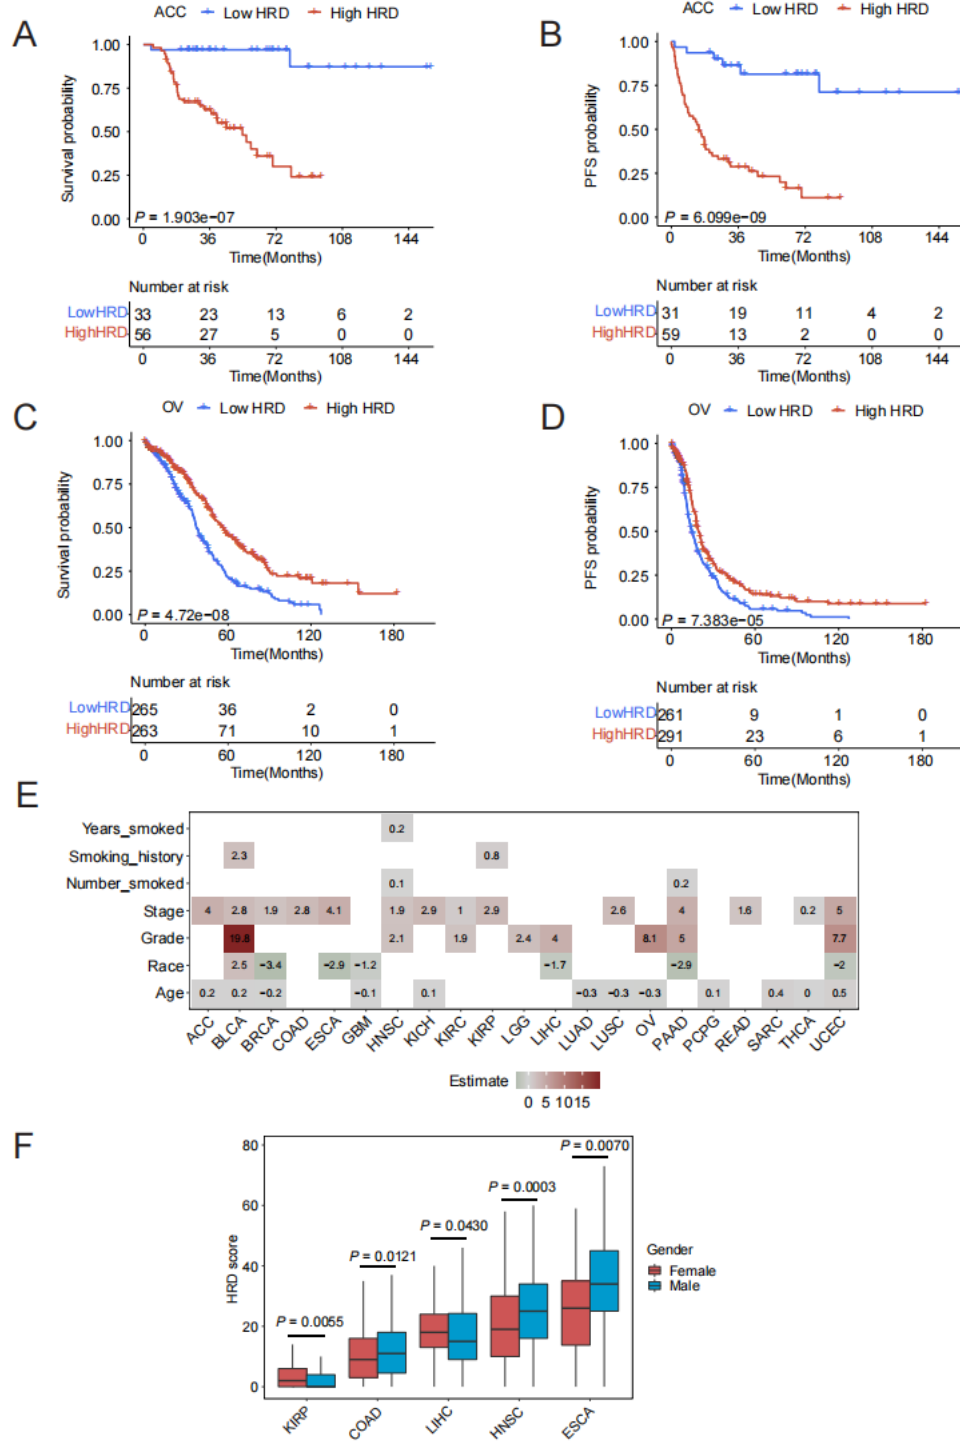 A
ACC Low HRD High HRD
Survival probability
1.00
0.75
0.50
0.25
0.00
P = 1.903e−07
0 36 72 108 144
Time(Months)
Number at risk
LowHRD 33 23 13 6 2
HighHRD 56 27 5 0 0
0 36 72 108 144
Time(Months)
B
ACC Low HRD High HRD
PFS probability
1.00
0.75
0.50
0.25
0.00
P = 6.099e−09
0 36 72 108 144
Time(Months)
Number at risk
LowHRD 31 19 11 4 2
HighHRD 59 13 2 0 0
0 36 72 108 144
Time(Months)
C
OV Low HRD High HRD
Survival probability
1.00
0.75
0.50
0.25
0.00
P = 4.72e−08
0 60 120 180
Time(Months)
Number at risk
LowHRD 265 36 2 0
HighHRD 263 71 10 1
0 60 120 180
Time(Months)
D
OV Low HRD High HRD
PFS probability
1.00
0.75
0.50
0.25
0.00
P = 7.383e−05
0 60 120 180
Time(Months)
Number at risk
LowHRD 261 9 1 0
HighHRD 291 23 6 1
0 60 120 180
Time(Months)
E
Years_smoked 0.2
Smoking_history 2.3 0.8
Number_smoked 0.1 0.2
Stage 4 2.8 1.9 2.8 4.1 1.9 2.9 1 2.9 2.6 4 1.6 0.2 5
Grade 19.8 2.1 1.9 2.4 4 8.1 5 7.7
Race 2.5 −3.4 −2.9 −1.2 −1.7 −2.9 −2
Age 0.2 0.2 −0.2 −0.1 0.1 −0.3 −0.3 −0.3 0.1 0.4 0 0.5
ACC BLCA BRCA COAD ESCA GBM HNSC KICH KIRC KIRP LGG LIHC LUAD LUSC OV PAAD PCPG READ SARC THCA UCEC
Estimate
0 5 10 15
F
HRD score
80
60
40
20
0
P = 0.0055
P = 0.0121
P = 0.0430
P = 0.0003
P = 0.0070
KIRP COAD LIHC HNSC ESCA
Gender
Female
Male